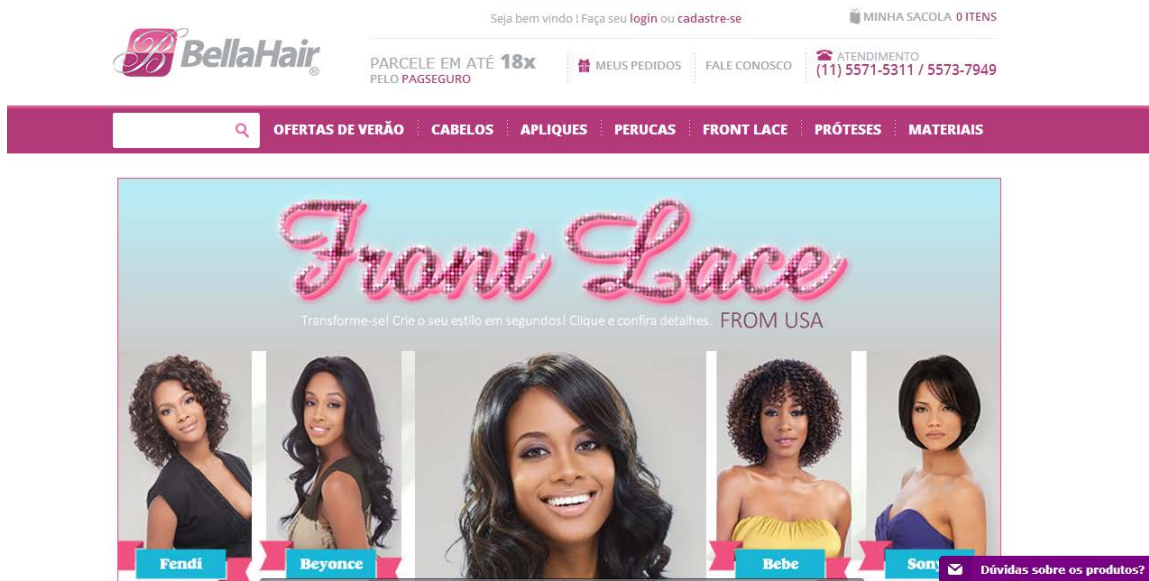 Seja bem vindo ! Faça seu login ou cadastre-se
MINHA SACOLA 0 ITENS
B BellaHair®
PARCELE EM ATÉ 18x
PELO PAGSEGURO
MEUS PEDIDOS
FALE CONOSCO
ATENDIMENTO
(11) 5571-5311 / 5573-7949
OFERTAS DE VERÃO CABELOS APLIQUES PERUCAS FRONT LACE PRÓTESES MATERIAIS
Front Lace
Transforme-se! Crie o seu estilo em segundos! Clique e confira detalhes. FROM USA
Fendi Beyonce Bebe
Dúvidas sobre os produtos?